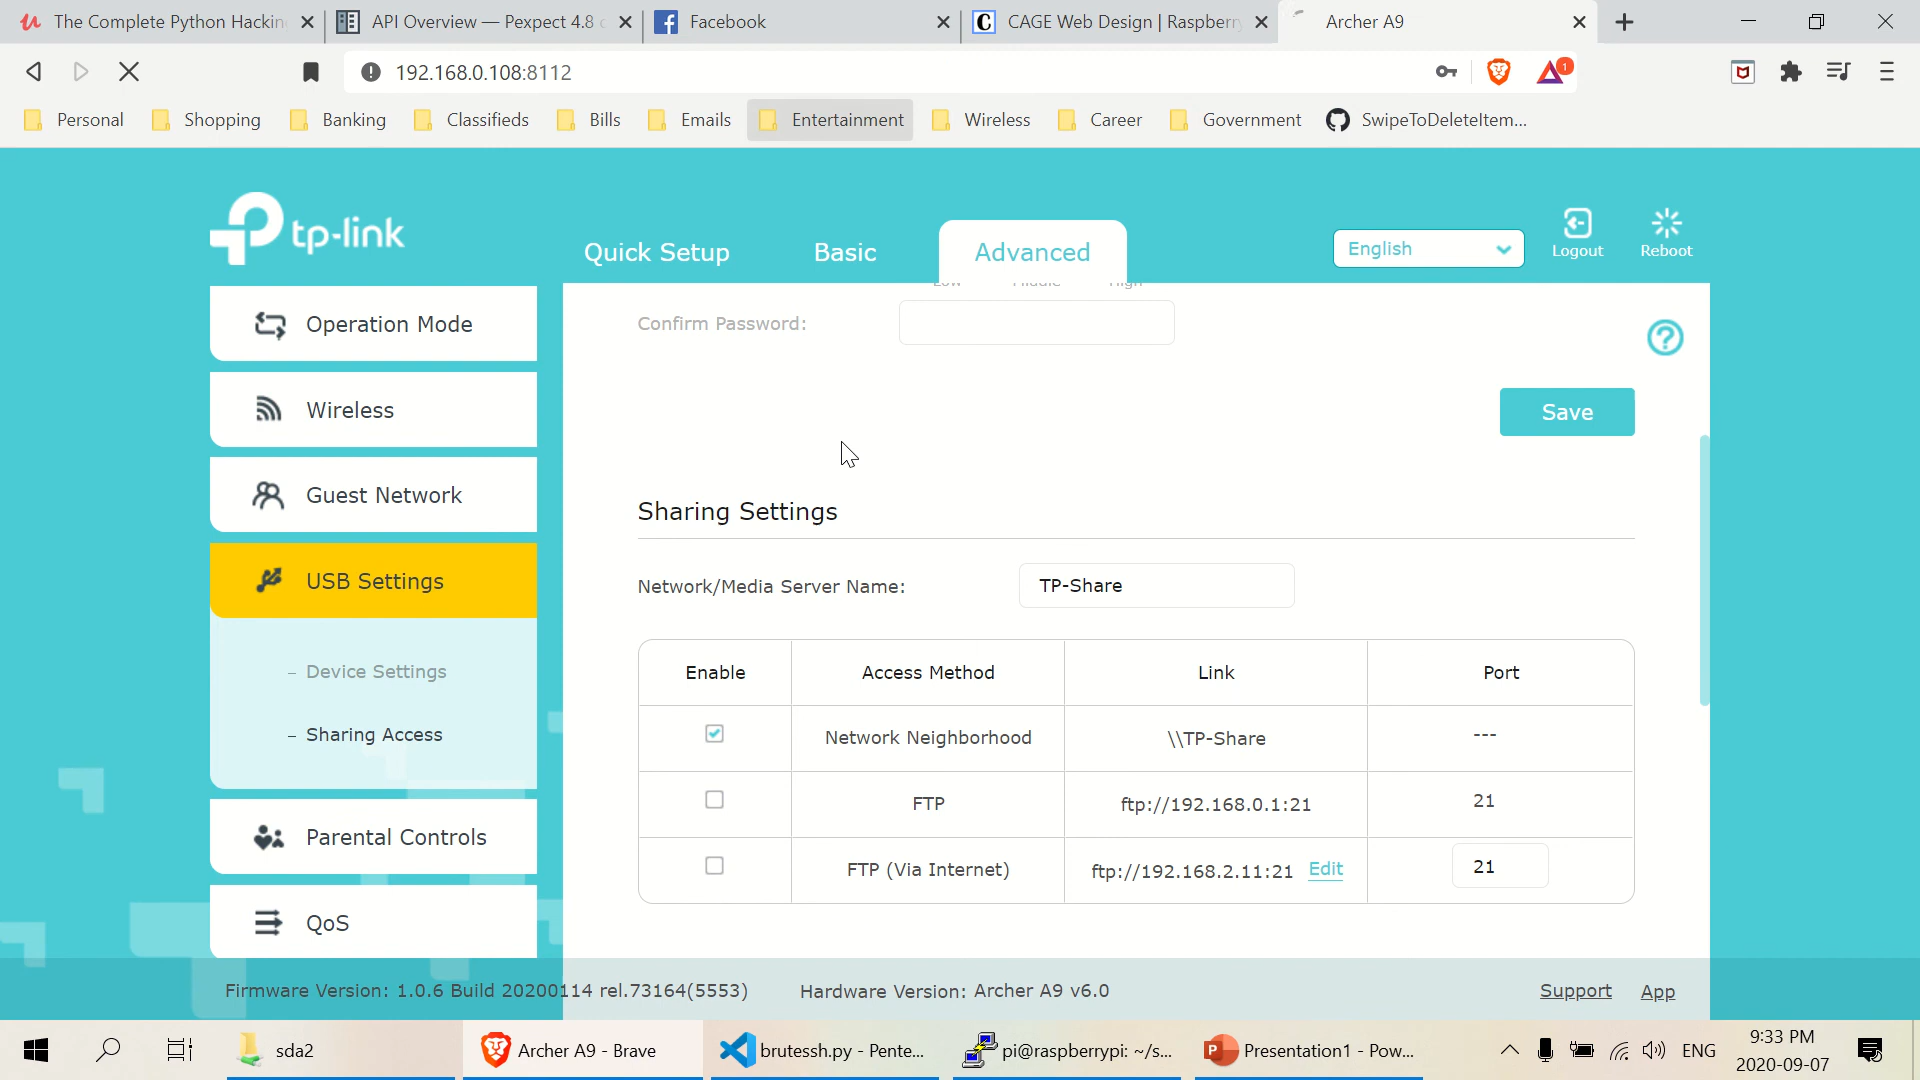 The Complete Python Hackin
API Overview — Pexpect 4.8
Facebook
CAGE Web Design | Raspberry
Archer A9
192.168.0.108:8112
1
Personal
Shopping
Banking
Classifieds
Bills
Emails
Entertainment
Wireless
Career
Government
SwipeToDeleteItem...
tp-link
Quick Setup
Basic
Advanced
English
Logout
Reboot
Operation Mode
Wireless
Guest Network
USB Settings
– Device Settings
– Sharing Access
Parental Controls
QoS
Low Middle High
Confirm Password:
Save
Sharing Settings
Network/Media Server Name: TP-Share
Enable Access Method Link Port
Network Neighborhood \\TP-Share ---
FTP ftp://192.168.0.1:21 21
FTP (Via Internet) ftp://192.168.2.11:21 Edit 21
Firmware Version: 1.0.6 Build 20200114 rel.73164(5553) Hardware Version: Archer A9 v6.0
Support App
sda2
Archer A9 - Brave
brutessh.py - Pente...
pi@raspberrypi: ~/s...
Presentation1 - Pow...
ENG
9:33 PM
2020-09-07